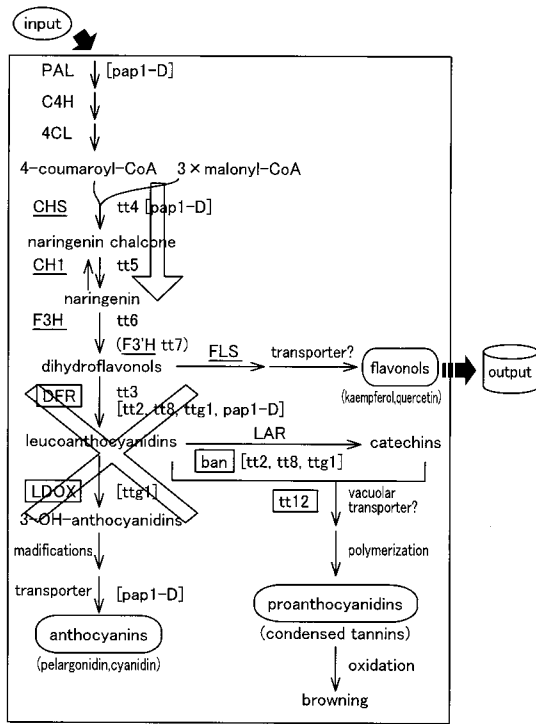 input
PAL [pap1-D]
C4H
4CL
4-coumaroyl-CoA 3×malonyl-CoA
CHS tt4 [pap1-D]
naringenin chalcone
CH1 tt5
naringenin
F3H tt6
(F3'H tt7) FLS transporter? flavonols output
dihydroflavonols
(kaempferol,quercetin)
DFR tt3
[tt2, tt8, ttg1, pap1-D]
leucoanthocyanidins LAR catechins
ban [tt2, tt8, ttg1]
LDOX [ttg1] tt12 vacuolar
transporter?
3-OH-anthocyanidins
madifications polymerization
transporter [pap1-D]
proanthocyanidins
anthocyanins (condensed tannins)
(pelargonidin,cyanidin) oxidation
browning